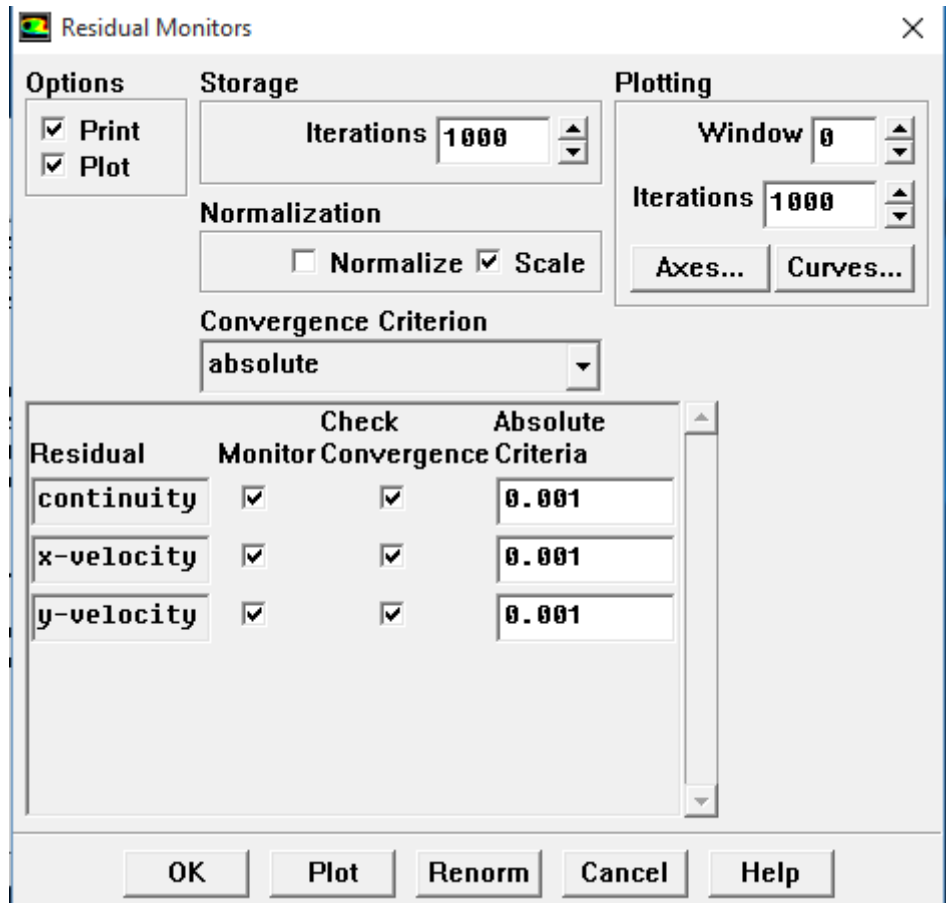 Residual Monitors
Options
Print
Plot
Storage
Iterations 1000
Normalization
Normalize Scale
Convergence Criterion
absolute
Plotting
Window 0
Iterations 1000
Axes... Curves...
Residual Monitor Check Convergence Absolute Criteria
continuity 0.001
x-velocity 0.001
y-velocity 0.001
OK Plot Renorm Cancel Help